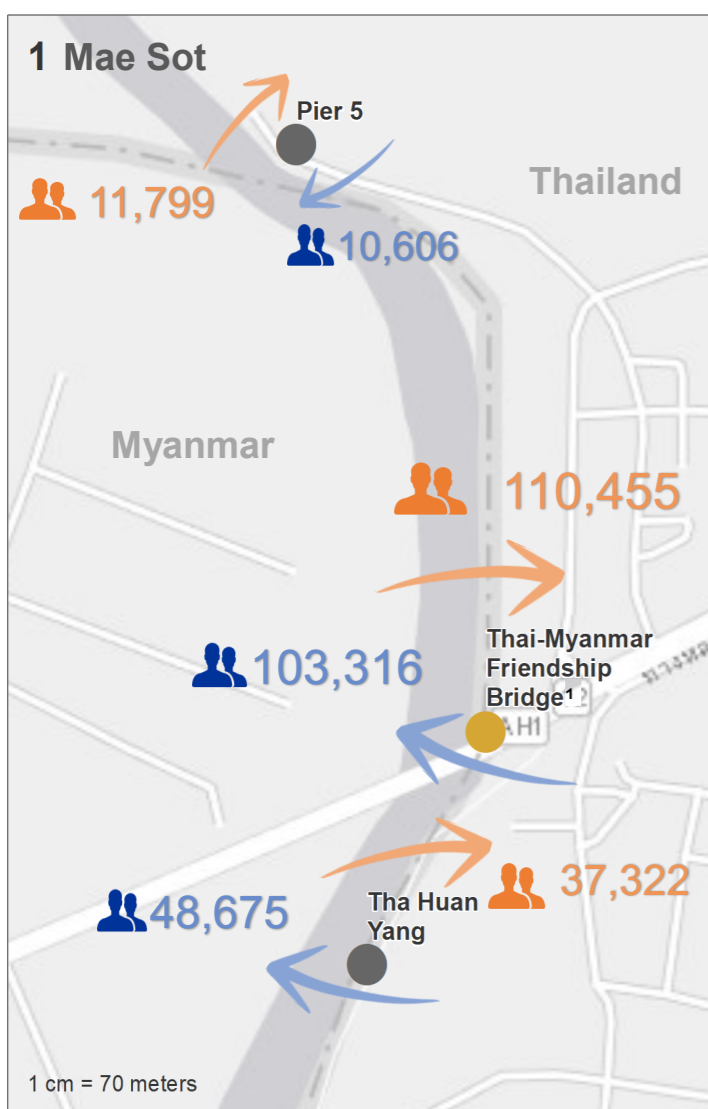 1 Mae Sot
Pier 5
Thailand
11,799
10,606
Myanmar
110,455
Thai-Myanmar
Friendship
Bridge¹
103,316
AH1
37,322
48,675
Tha Huan
Yang
1 cm = 70 meters